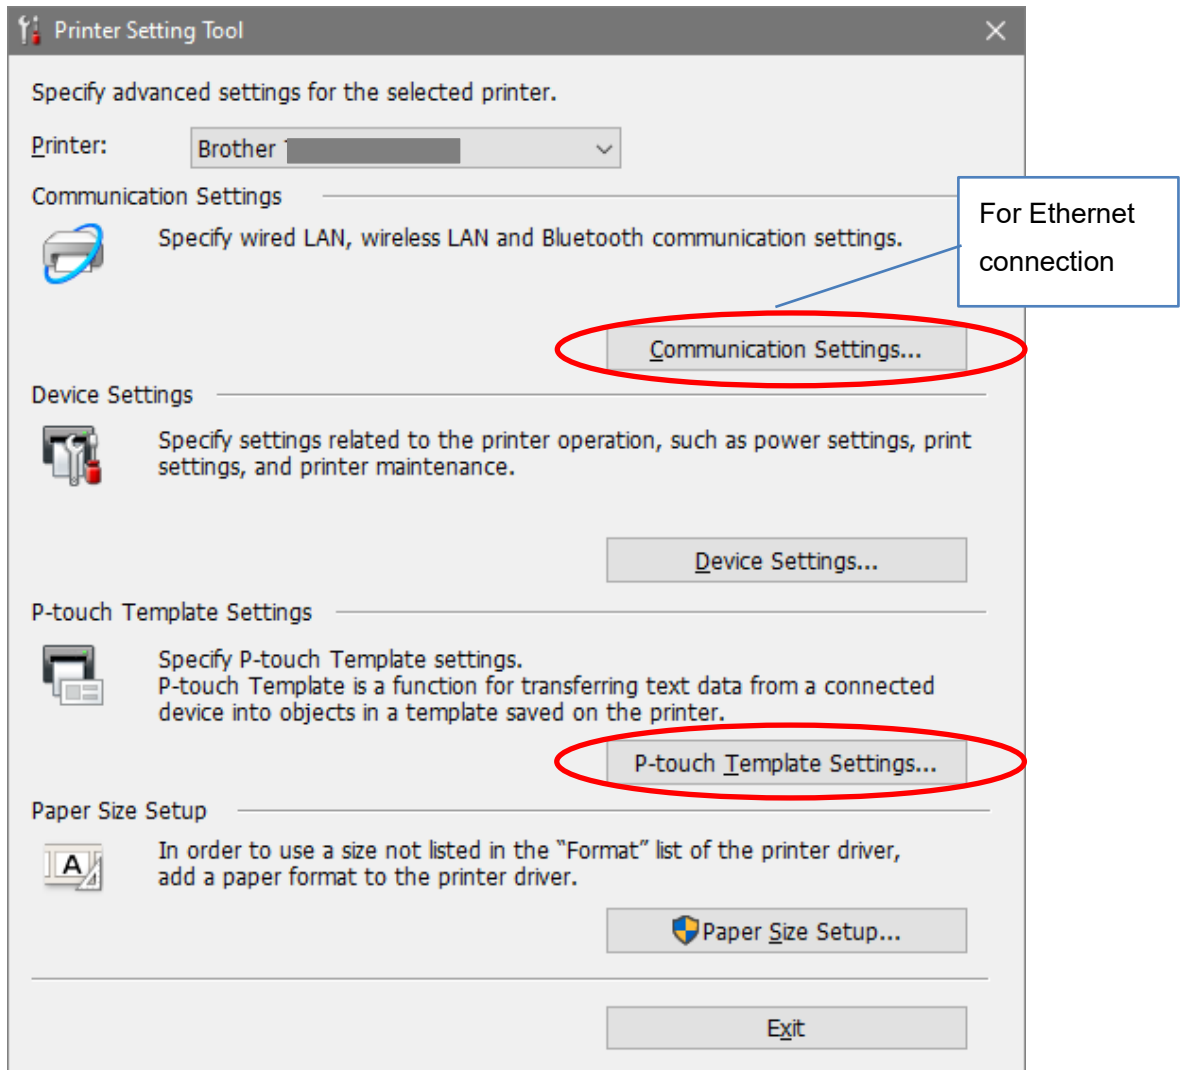 Printer Setting Tool
Specify advanced settings for the selected printer.
Printer:
Brother
Communication Settings
Specify wired LAN, wireless LAN and Bluetooth communication settings.
For Ethernet
connection
Communication Settings...
Device Settings
Specify settings related to the printer operation, such as power settings, print
settings, and printer maintenance.
Device Settings...
P-touch Template Settings
Specify P-touch Template settings.
P-touch Template is a function for transferring text data from a connected
device into objects in a template saved on the printer.
P-touch Template Settings...
Paper Size Setup
A
In order to use a size not listed in the “Format” list of the printer driver,
add a paper format to the printer driver.
Paper Size Setup...
Exit